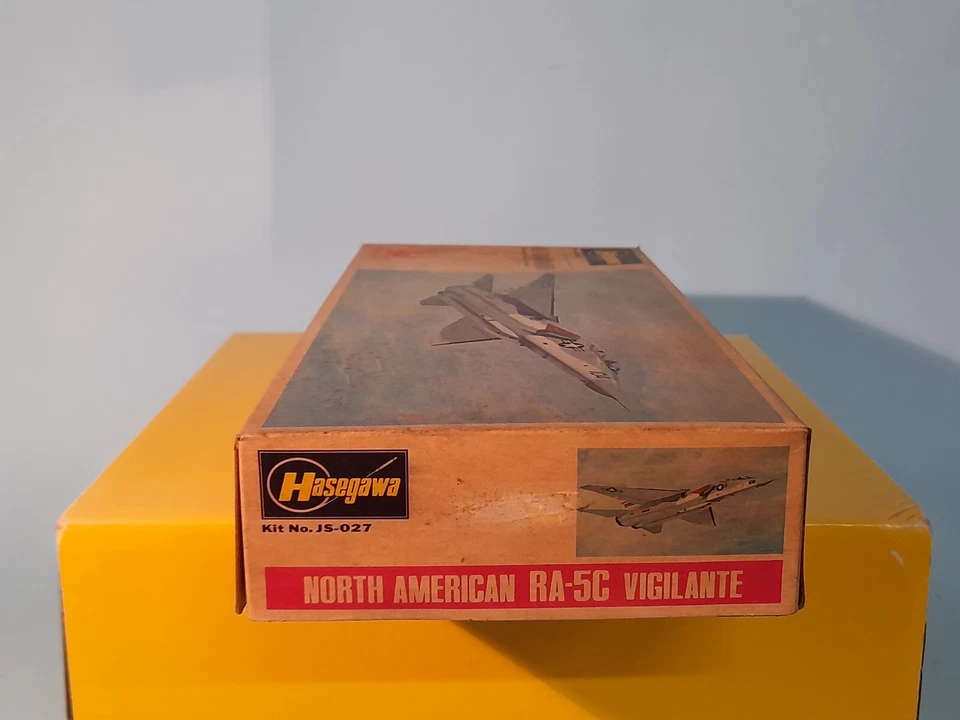 Hasegawa
Kit No. JS-027
NORTH AMERICAN RA-5C VIGILANTE